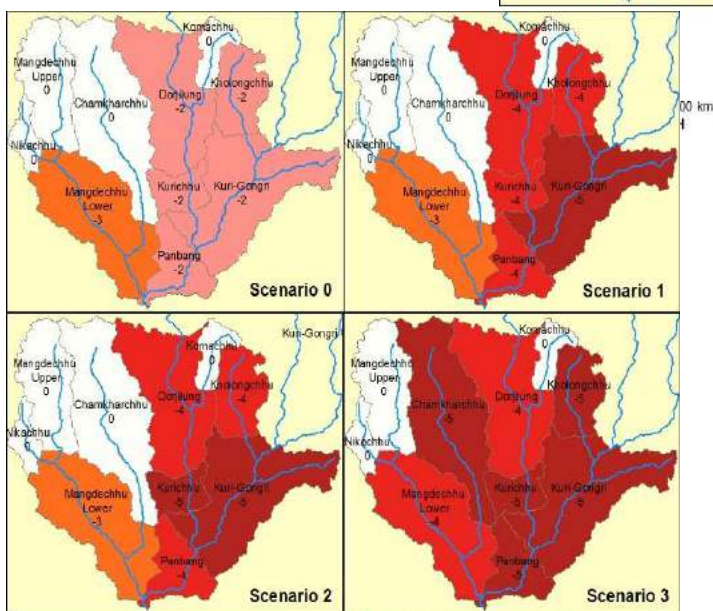 Komachhu
0
Mangdechhu
Upper
0
Kholongchhu
-2
Donjlung
-2
Chamkharchhu
0
Nikachhu
0
Mangdechhu
Lower
-3
Kurichhu
-2
Kuri-Gongri
-2
Panbang
-2
Scenario 0
Komachhu
0
Mangdechhu
Upper
0
Kholongchhu
-4
Donjlung
-4
Chamkharchhu
0
Nikachhu
0
Mangdechhu
Lower
-3
Kurichhu
-4
Kuri-Gongri
-5
Panbang
-4
Scenario 1
00 km
Kuri-Gongri
Komachhu
0
Mangdechhu
Upper
0
Kholongchhu
-4
Donjlung
-4
Chamkharchhu
0
Nikachhu
0
Mangdechhu
Lower
-3
Kurichhu
-5
Kuri-Gongri
-5
Panbang
-4
Scenario 2
Komachhu
0
Mangdechhu
Upper
0
Kholongchhu
-5
Donjlung
-4
Chamkharchhu
-5
Nikachhu
0
Mangdechhu
Lower
-4
Kurichhu
-5
Kuri-Gongri
-5
Panbang
-5
Scenario 3